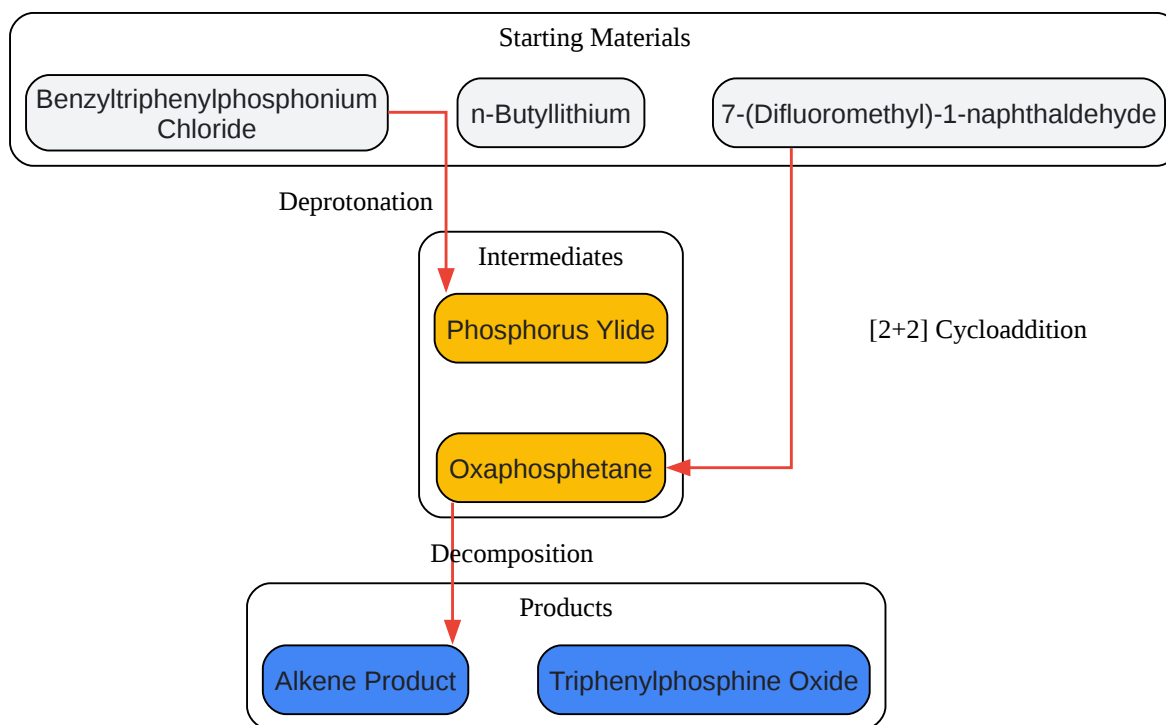 Starting Materials
Benzyltriphenylphosphonium
Chloride
n-Butyllithium
7-(Difluoromethyl)-1-naphthaldehyde
Deprotonation
Intermediates
Phosphorus Ylide
[2+2] Cycloaddition
Oxaphosphetane
Decomposition
Products
Alkene Product
Triphenylphosphine Oxide